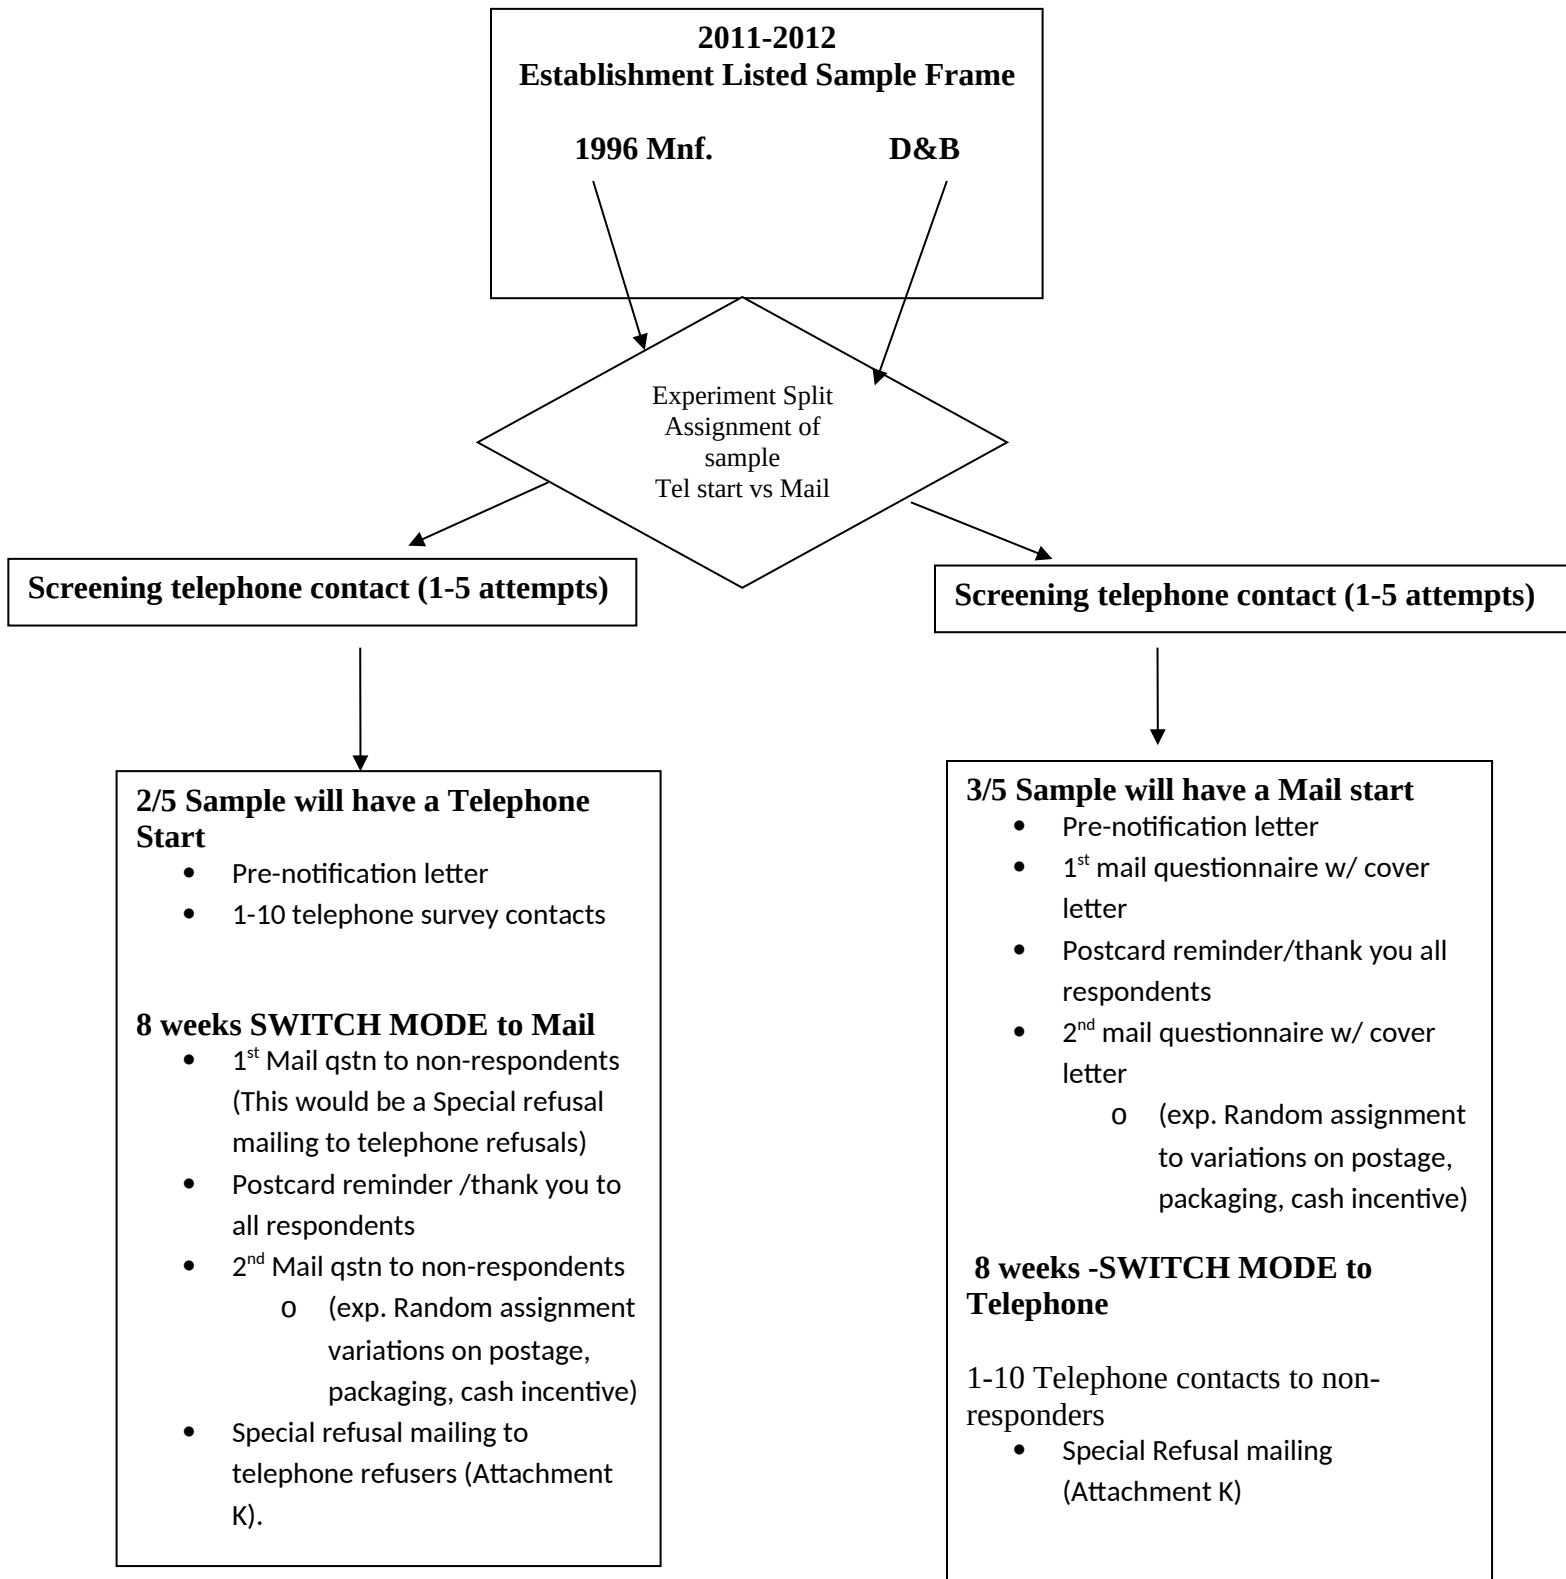 2011-2012
Establishment Listed Sample Frame
1996 Mnf. D&B
Experiment Split
Assignment of
sample
Tel start vs Mail
Screening telephone contact (1-5 attempts)
Screening telephone contact (1-5 attempts)
2/5 Sample will have a Telephone
Start
• Pre-notification letter
• 1-10 telephone survey contacts
8 weeks SWITCH MODE to Mail
• 1st Mail qstn to non-respondents
(This would be a Special refusal
mailing to telephone refusals)
• Postcard reminder /thank you to
all respondents
• 2nd Mail qstn to non-respondents
o (exp. Random assignment
variations on postage,
packaging, cash incentive)
• Special refusal mailing to
telephone refusers (Attachment
K).
3/5 Sample will have a Mail start
• Pre-notification letter
• 1st mail questionnaire w/ cover
letter
• Postcard reminder/thank you all
respondents
• 2nd mail questionnaire w/ cover
letter
o (exp. Random assignment
to variations on postage,
packaging, cash incentive)
8 weeks -SWITCH MODE to
Telephone
1-10 Telephone contacts to non-
responders
• Special Refusal mailing
(Attachment K)